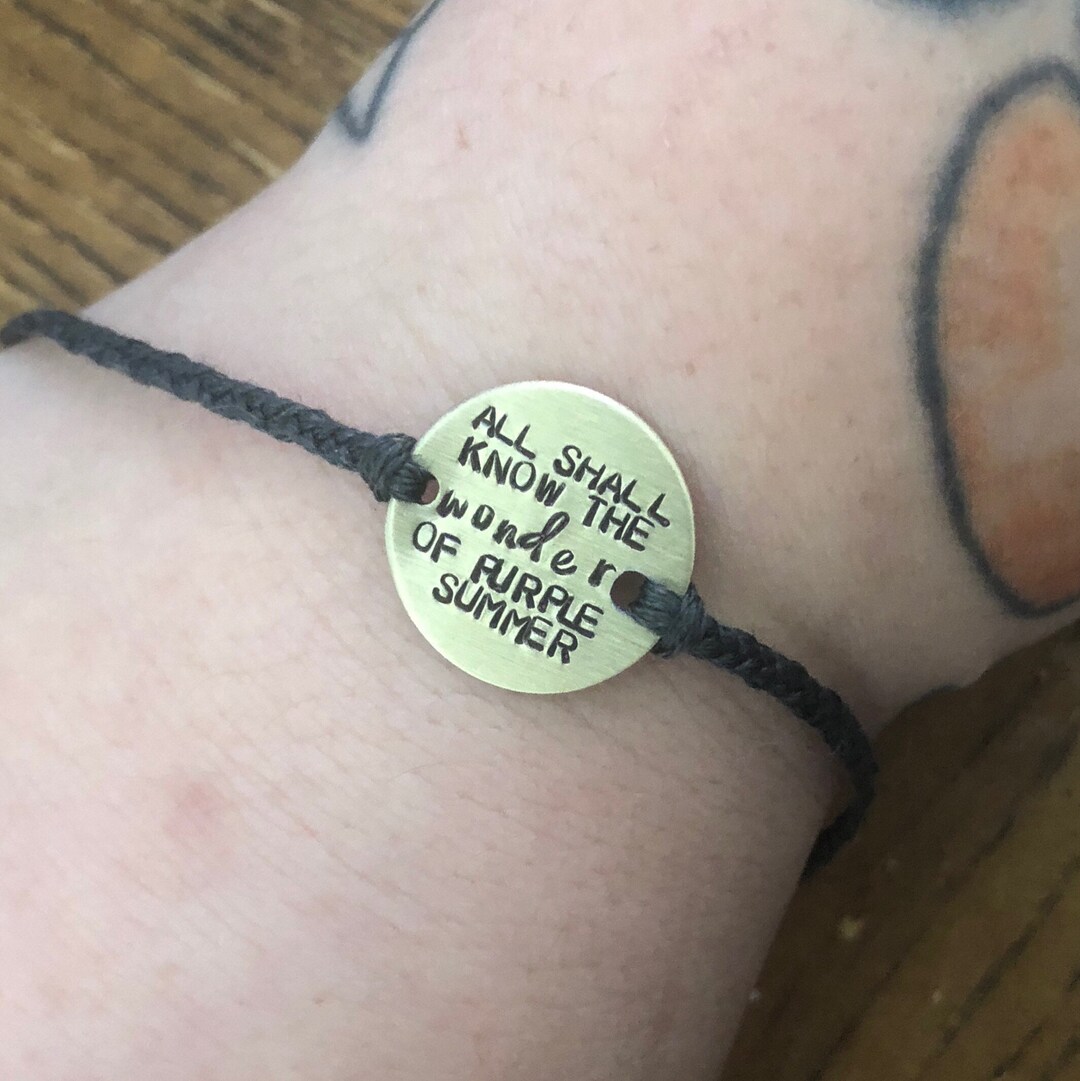 ALL SHALL
KNOW THE
wonder
OF PURPLE
SUMMER